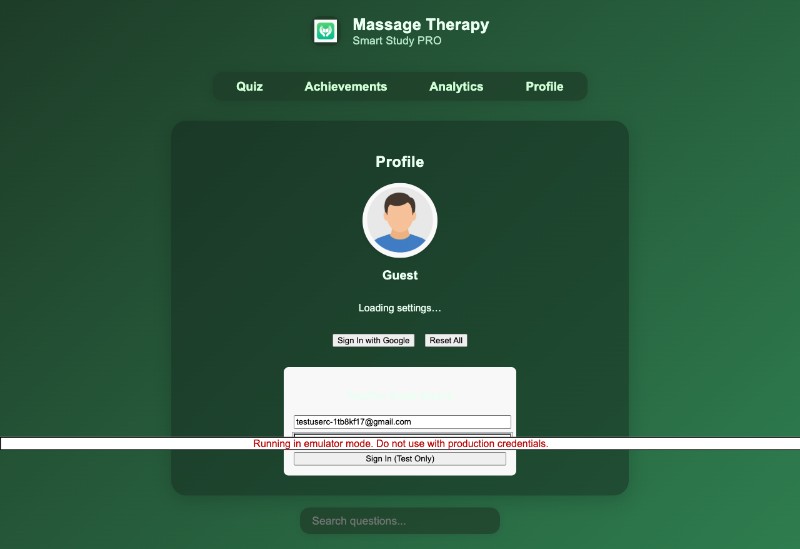 Massage Therapy
Smart Study PRO
Quiz Achievements Analytics Profile
Profile
Guest
Loading settings...
Sign In with Google Reset All
testuserc-1tb8kf17@gmail.com
Running in emulator mode. Do not use with production credentials.
Sign In (Test Only)
Search questions...